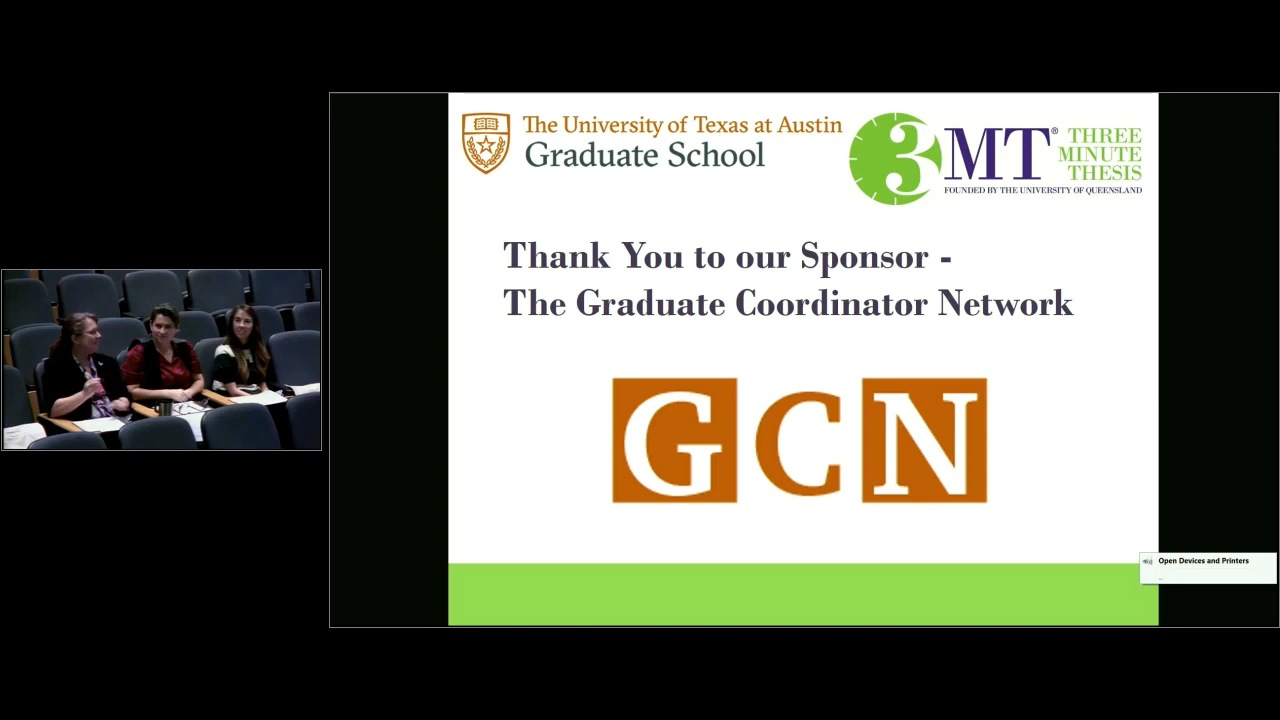 The University of Texas at Austin
Graduate School
3MT® THREE
MINUTE
THESIS
FOUNDED BY THE UNIVERSITY OF QUEENSLAND
Thank You to our Sponsor -
The Graduate Coordinator Network
GCN
Open Devices and Printers